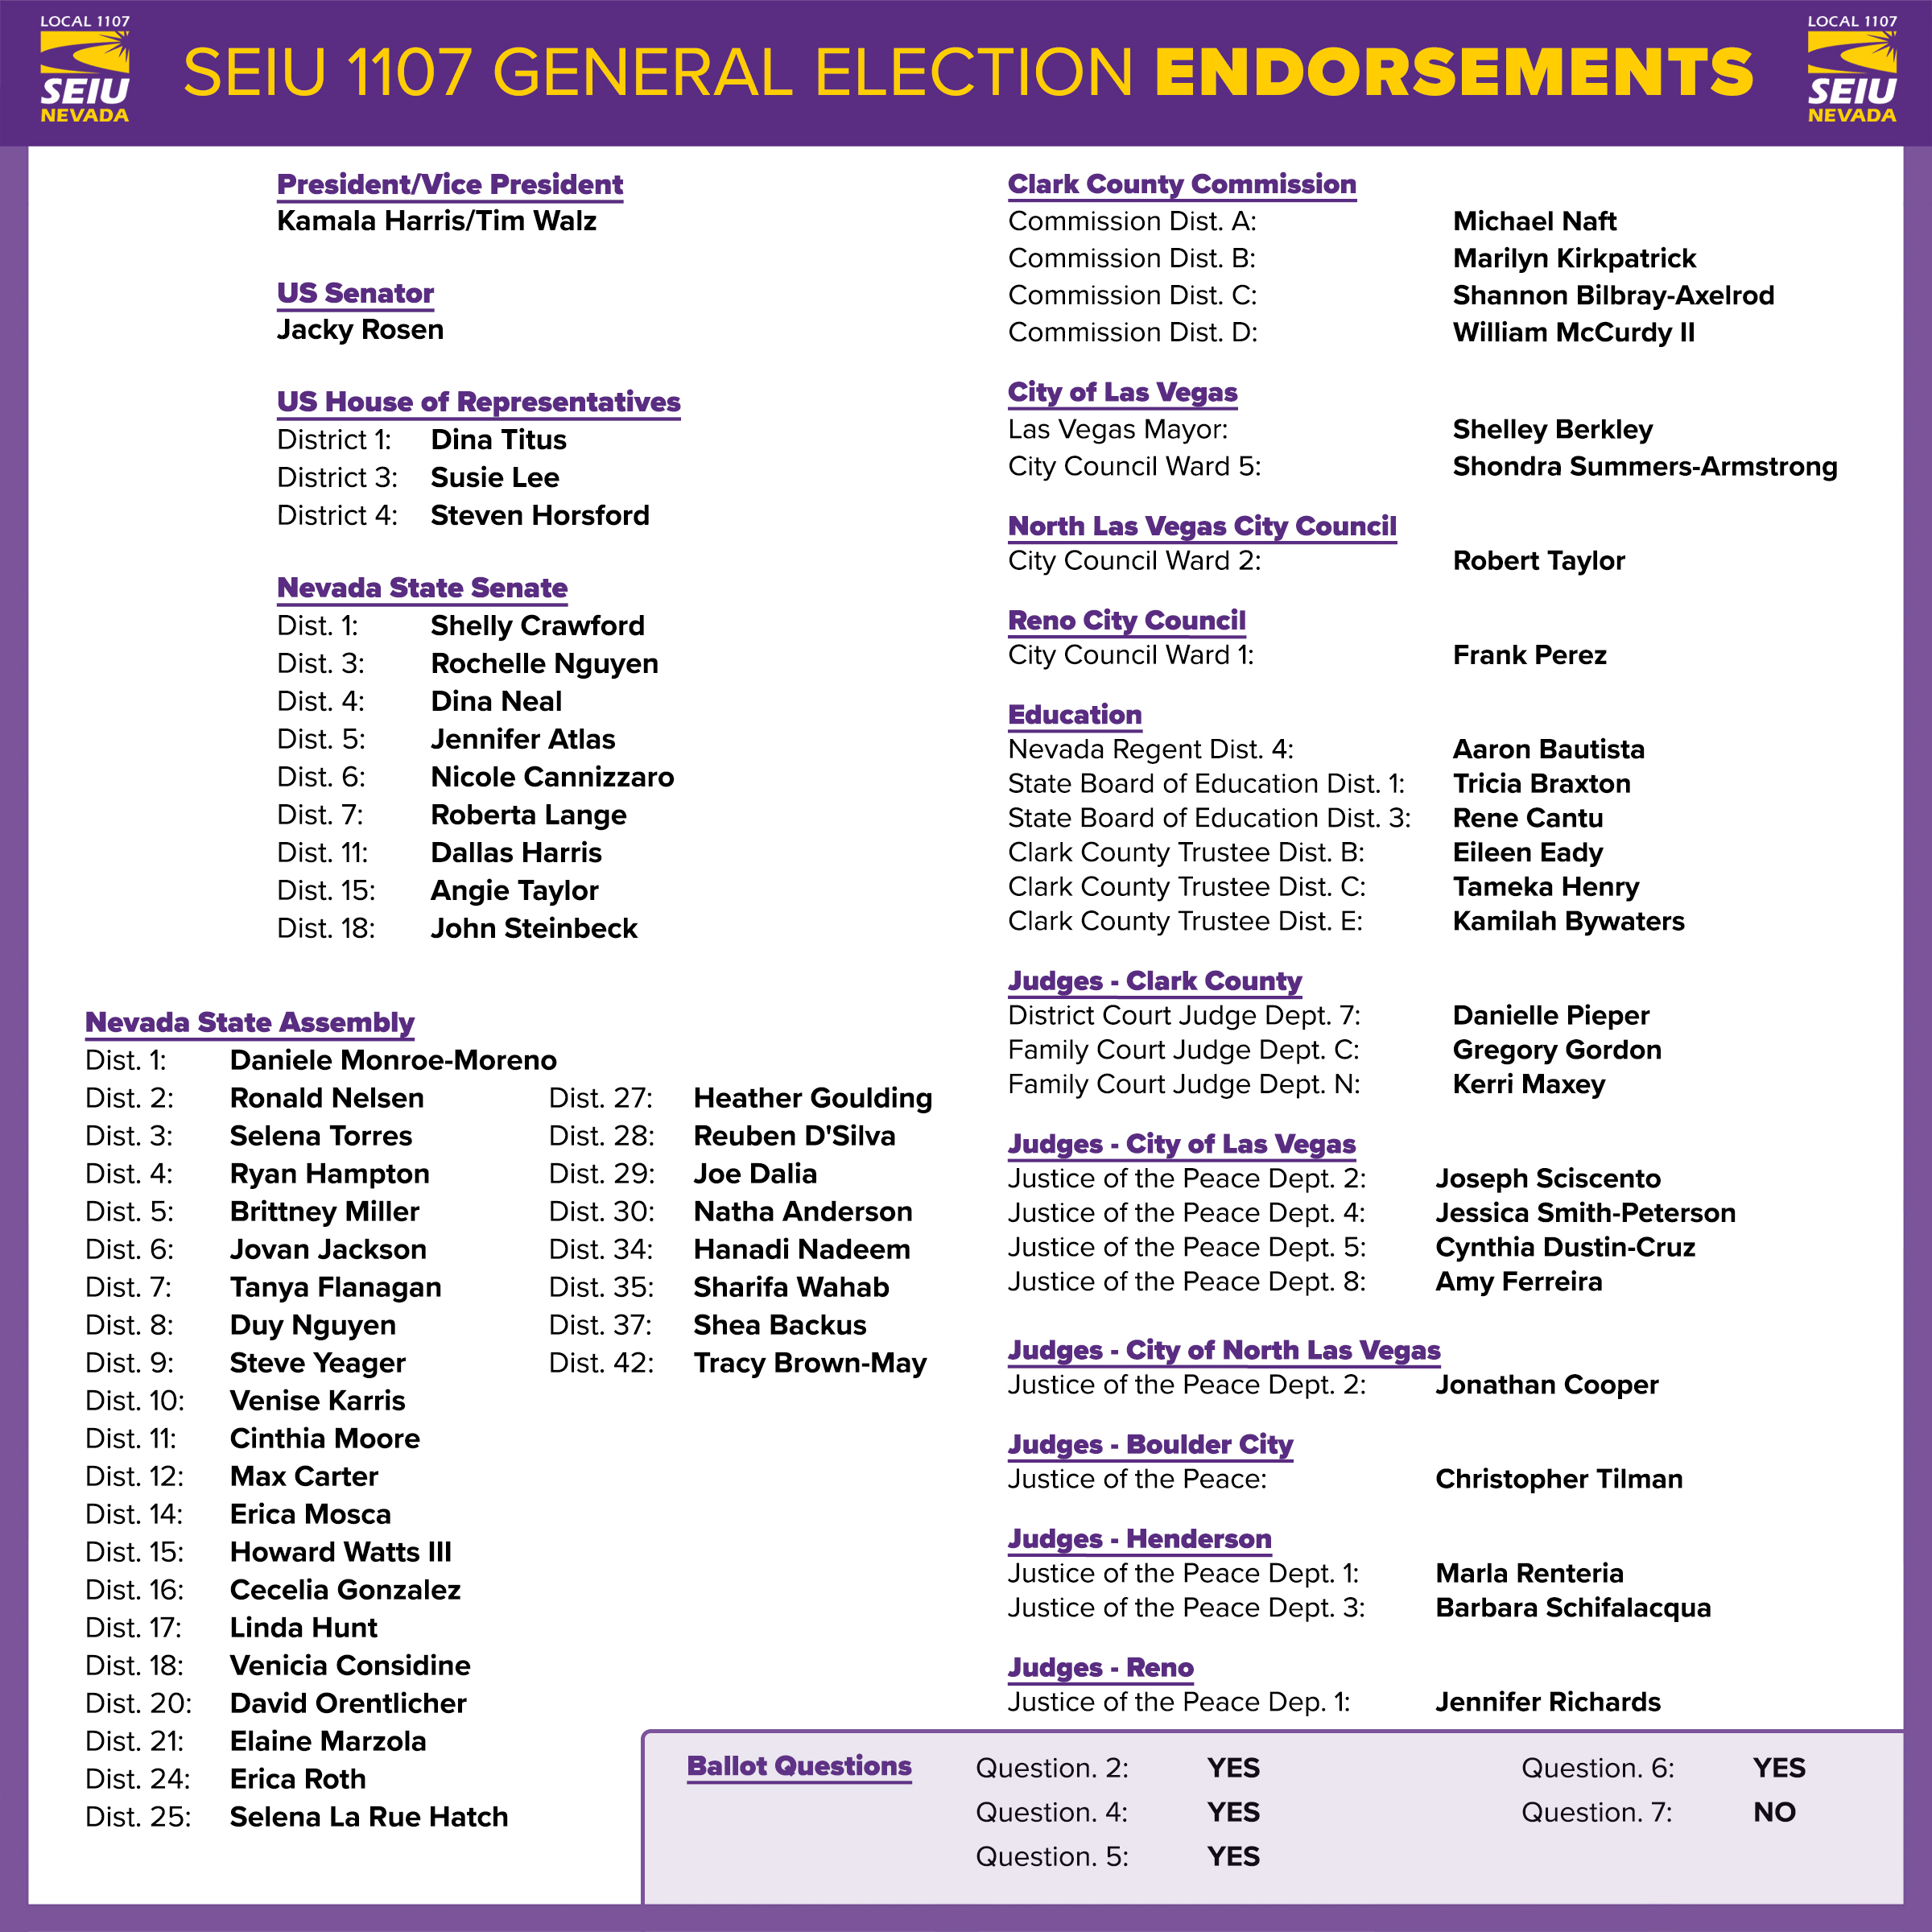 LOCAL 1107
SEIU
NEVADA
SEIU 1107 GENERAL ELECTION ENDORSEMENTS
LOCAL 1107
SEIU
NEVADA
President/Vice President
Kamala Harris/Tim Walz
US Senator
Jacky Rosen
US House of Representatives
District 1: Dina Titus
District 3: Susie Lee
District 4: Steven Horsford
Nevada State Senate
Dist. 1: Shelly Crawford
Dist. 3: Rochelle Nguyen
Dist. 4: Dina Neal
Dist. 5: Jennifer Atlas
Dist. 6: Nicole Cannizzaro
Dist. 7: Roberta Lange
Dist. 11: Dallas Harris
Dist. 15: Angie Taylor
Dist. 18: John Steinbeck
Nevada State Assembly
Dist. 1: Daniele Monroe-Moreno
Dist. 2: Ronald Nelsen
Dist. 3: Selena Torres
Dist. 4: Ryan Hampton
Dist. 5: Brittney Miller
Dist. 6: Jovan Jackson
Dist. 7: Tanya Flanagan
Dist. 8: Duy Nguyen
Dist. 9: Steve Yeager
Dist. 10: Venise Karris
Dist. 11: Cinthia Moore
Dist. 12: Max Carter
Dist. 14: Erica Mosca
Dist. 15: Howard Watts III
Dist. 16: Cecelia Gonzalez
Dist. 17: Linda Hunt
Dist. 18: Venicia Considine
Dist. 20: David Orentlicher
Dist. 21: Elaine Marzola
Dist. 24: Erica Roth
Dist. 25: Selena La Rue Hatch
Dist. 27: Heather Goulding
Dist. 28: Reuben D'Silva
Dist. 29: Joe Dalia
Dist. 30: Natha Anderson
Dist. 34: Hanadi Nadeem
Dist. 35: Sharifa Wahab
Dist. 37: Shea Backus
Dist. 42: Tracy Brown-May
Clark County Commission
Commission Dist. A: Michael Naft
Commission Dist. B: Marilyn Kirkpatrick
Commission Dist. C: Shannon Bilbray-Axelrod
Commission Dist. D: William McCurdy II
City of Las Vegas
Las Vegas Mayor: Shelley Berkley
City Council Ward 5: Shondra Summers-Armstrong
North Las Vegas City Council
City Council Ward 2: Robert Taylor
Reno City Council
City Council Ward 1: Frank Perez
Education
Nevada Regent Dist. 4: Aaron Bautista
State Board of Education Dist. 1: Tricia Braxton
State Board of Education Dist. 3: Rene Cantu
Clark County Trustee Dist. B: Eileen Eady
Clark County Trustee Dist. C: Tameka Henry
Clark County Trustee Dist. E: Kamilah Bywaters
Judges - Clark County
District Court Judge Dept. 7: Danielle Pieper
Family Court Judge Dept. C: Gregory Gordon
Family Court Judge Dept. N: Kerri Maxey
Judges - City of Las Vegas
Justice of the Peace Dept. 2: Joseph Sciscento
Justice of the Peace Dept. 4: Jessica Smith-Peterson
Justice of the Peace Dept. 5: Cynthia Dustin-Cruz
Justice of the Peace Dept. 8: Amy Ferreira
Judges - City of North Las Vegas
Justice of the Peace Dept. 2: Jonathan Cooper
Judges - Boulder City
Justice of the Peace: Christopher Tilman
Judges - Henderson
Justice of the Peace Dept. 1: Marla Renteria
Justice of the Peace Dept. 3: Barbara Schifalacqua
Judges - Reno
Justice of the Peace Dep. 1: Jennifer Richards
Ballot Questions
Question. 2: YES
Question. 4: YES
Question. 5: YES
Question. 6: YES
Question. 7: NO